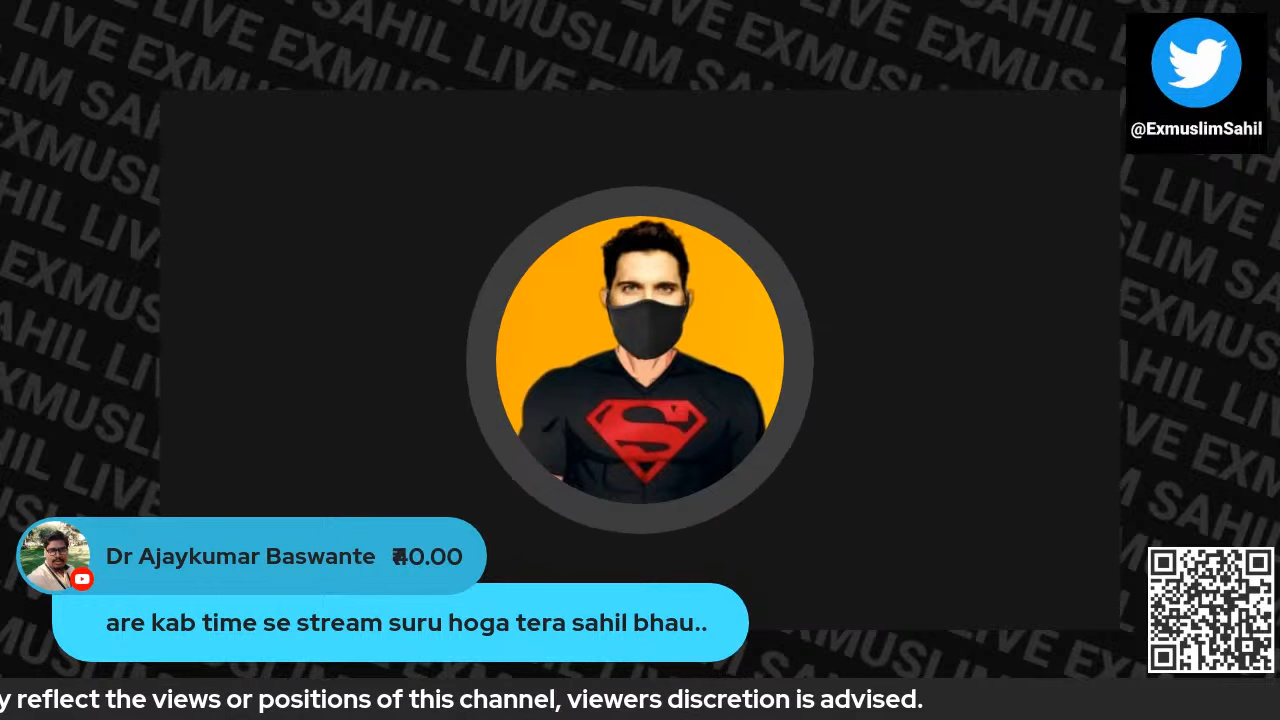 @ExmuslimSahil
Dr Ajaykumar Baswante ₹40.00
are kab time se stream suru hoga tera sahil bhau..
y reflect the views or positions of this channel, viewers discretion is advised.